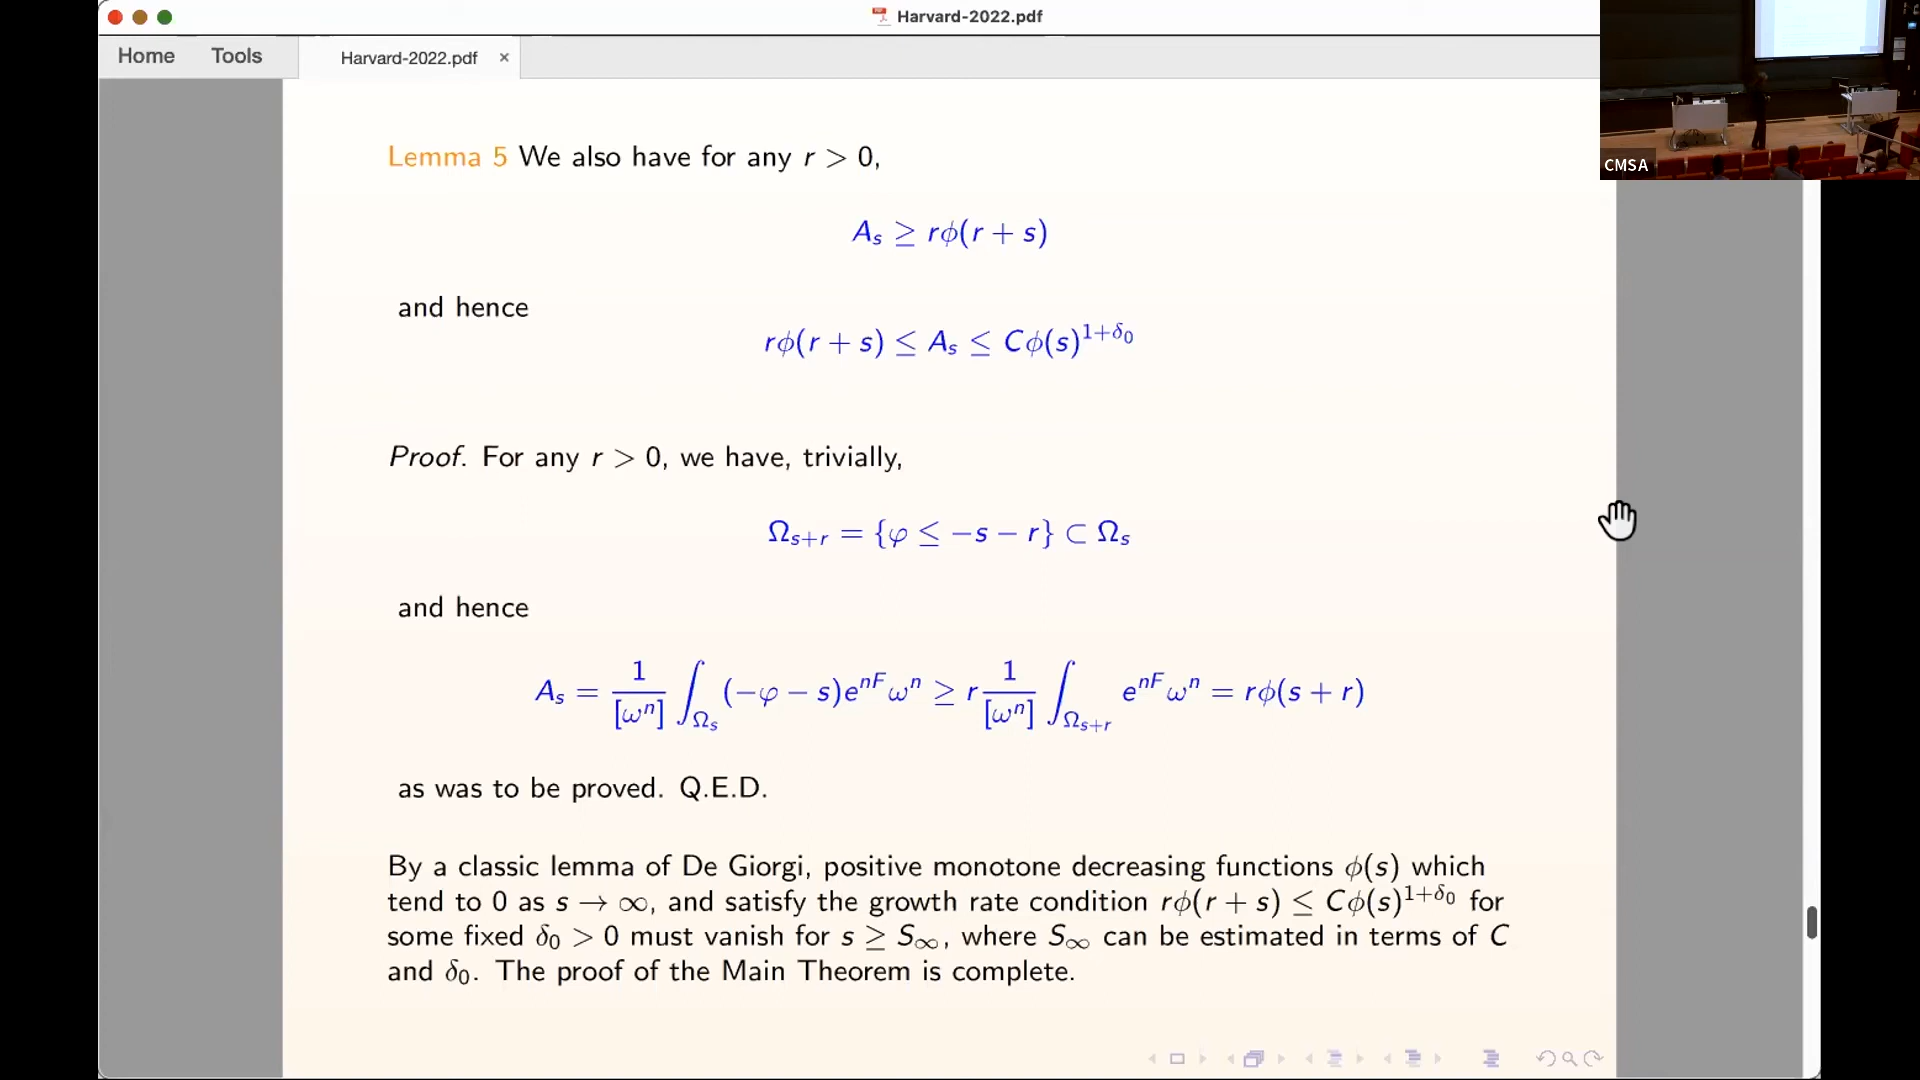 Harvard-2022.pdf
Home Tools Harvard-2022.pdf ×
CMSA
Lemma 5 We also have for any r > 0,
A_s ≥ rϕ(r + s)
and hence
rϕ(r + s) ≤ A_s ≤ Cϕ(s)^{1+δ_0}
Proof. For any r > 0, we have, trivially,
Ω_{s+r} = {φ ≤ −s − r} ⊂ Ω_s
and hence
A_s = \frac{1}{[ω^n]} ∫_{Ω_s} (−φ − s)e^{nF}ω^n ≥ r \frac{1}{[ω^n]} ∫_{Ω_{s+r}} e^{nF}ω^n = rϕ(s + r)
as was to be proved. Q.E.D.
By a classic lemma of De Giorgi, positive monotone decreasing functions ϕ(s) which
tend to 0 as s → ∞, and satisfy the growth rate condition rϕ(r + s) ≤ Cϕ(s)^{1+δ_0} for
some fixed δ_0 > 0 must vanish for s ≥ S_∞, where S_∞ can be estimated in terms of C
and δ_0. The proof of the Main Theorem is complete.